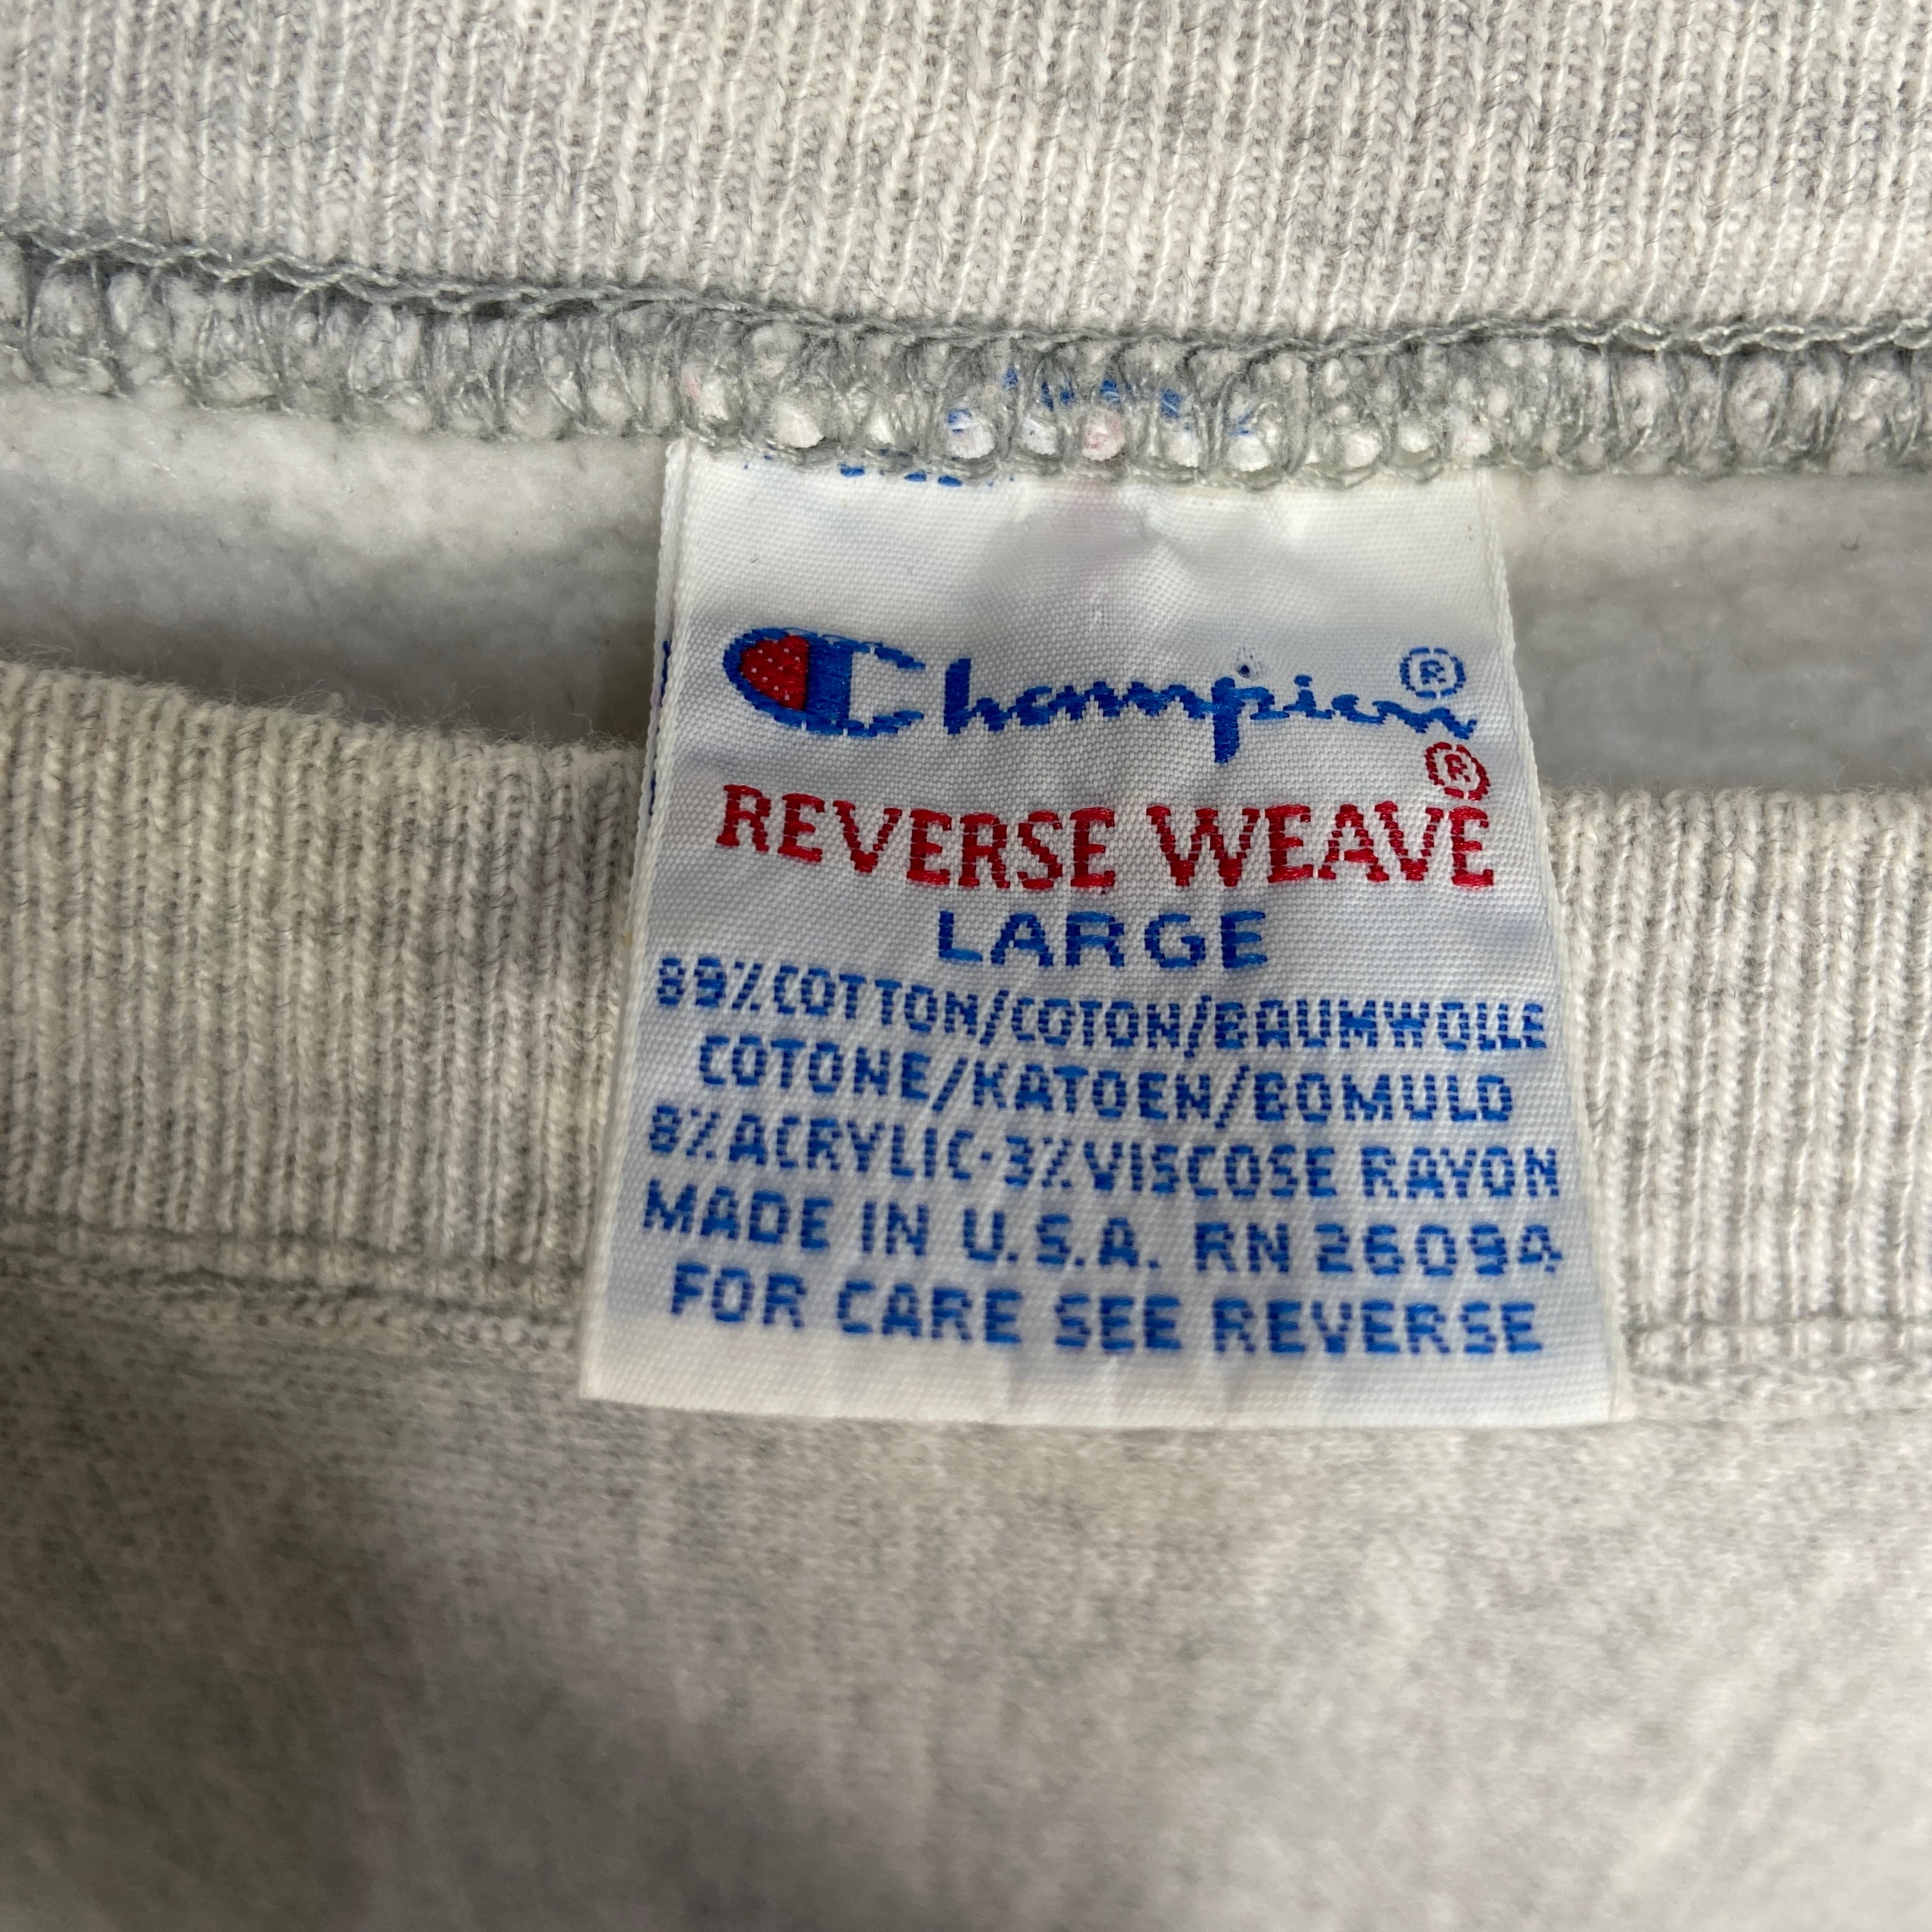 Champion®
REVERSE WEAVE®
LARGE
89%COTTON/COTON/BAUMWOLLE
COTONE/KATOEN/BOMULD
8%ACRYLIC·3%VISCOSE RAYON
MADE IN U.S.A. RN 26094
FOR CARE SEE REVERSE